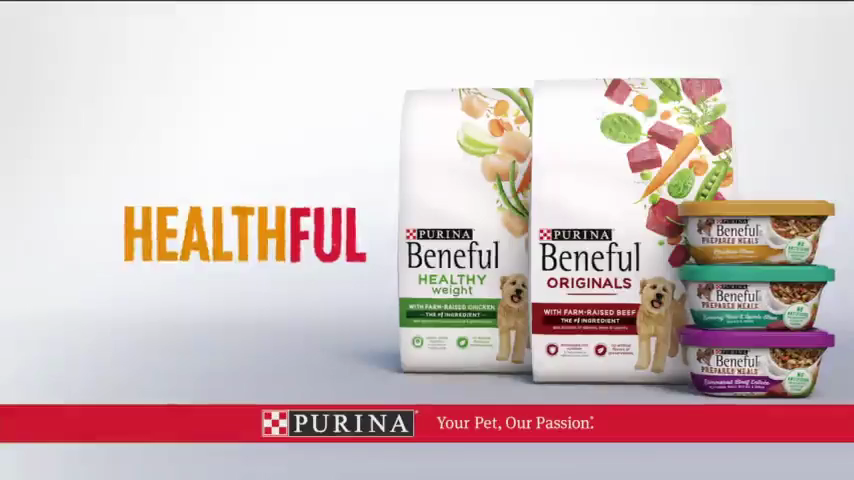 HEALTHFUL
PURINA
Beneful
HEALTHY
weight
WITH FARM-RAISED CHICKEN
THE #1 INGREDIENT
PURINA
Beneful
ORIGINALS
WITH FARM-RAISED BEEF
THE #1 INGREDIENT
PURINA
Beneful
PREPARED MEALS
PURINA
Beneful
PREPARED MEALS
PURINA
Beneful
PREPARED MEALS
PURINA
Your Pet, Our Passion.®